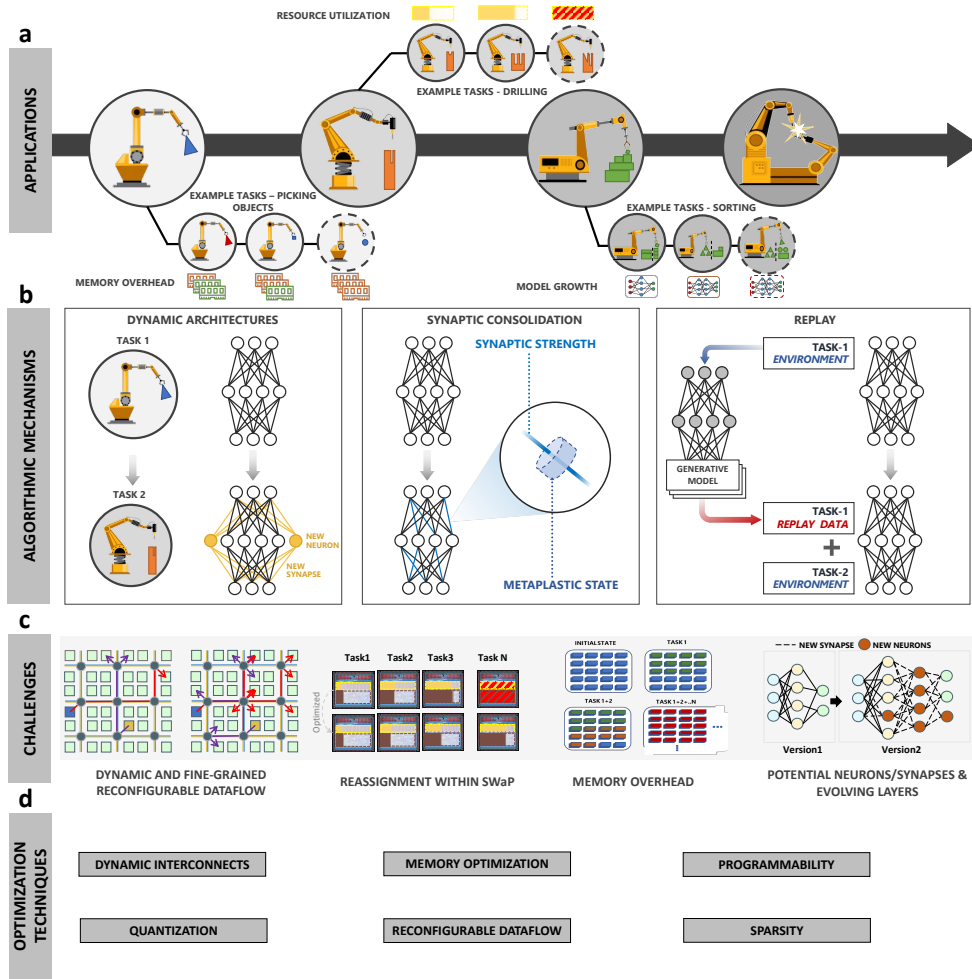 a
RESOURCE UTILIZATION
EXAMPLE TASKS - DRILLING
APPLICATIONS
EXAMPLE TASKS – PICKING
OBJECTS
EXAMPLE TASKS - SORTING
MEMORY OVERHEAD
MODEL GROWTH
b
ALGORITHMIC MECHANISMS
DYNAMIC ARCHITECTURES
TASK 1
TASK 2
NEW
NEURON
NEW
SYNAPSE
SYNAPTIC CONSOLIDATION
SYNAPTIC STRENGTH
METAPLASTIC STATE
REPLAY
TASK-1
ENVIRONMENT
GENERATIVE
MODEL
TASK-1
REPLAY DATA
+
TASK-2
ENVIRONMENT
c
CHALLENGES
DYNAMIC AND FINE-GRAINED
RECONFIGURABLE DATAFLOW
Task1 Task2 Task3 Task N
Optimized
REASSIGNMENT WITHIN SWaP
INITIAL STATE
TASK 1
TASK 1+2
TASK 1+2+..N
MEMORY OVERHEAD
NEW SYNAPSE
NEW NEURONS
Version1
Version2
POTENTIAL NEURONS/SYNAPSES &
EVOLVING LAYERS
d
OPTIMIZATION
TECHNIQUES
DYNAMIC INTERCONNECTS
MEMORY OPTIMIZATION
PROGRAMMABILITY
QUANTIZATION
RECONFIGURABLE DATAFLOW
SPARSITY